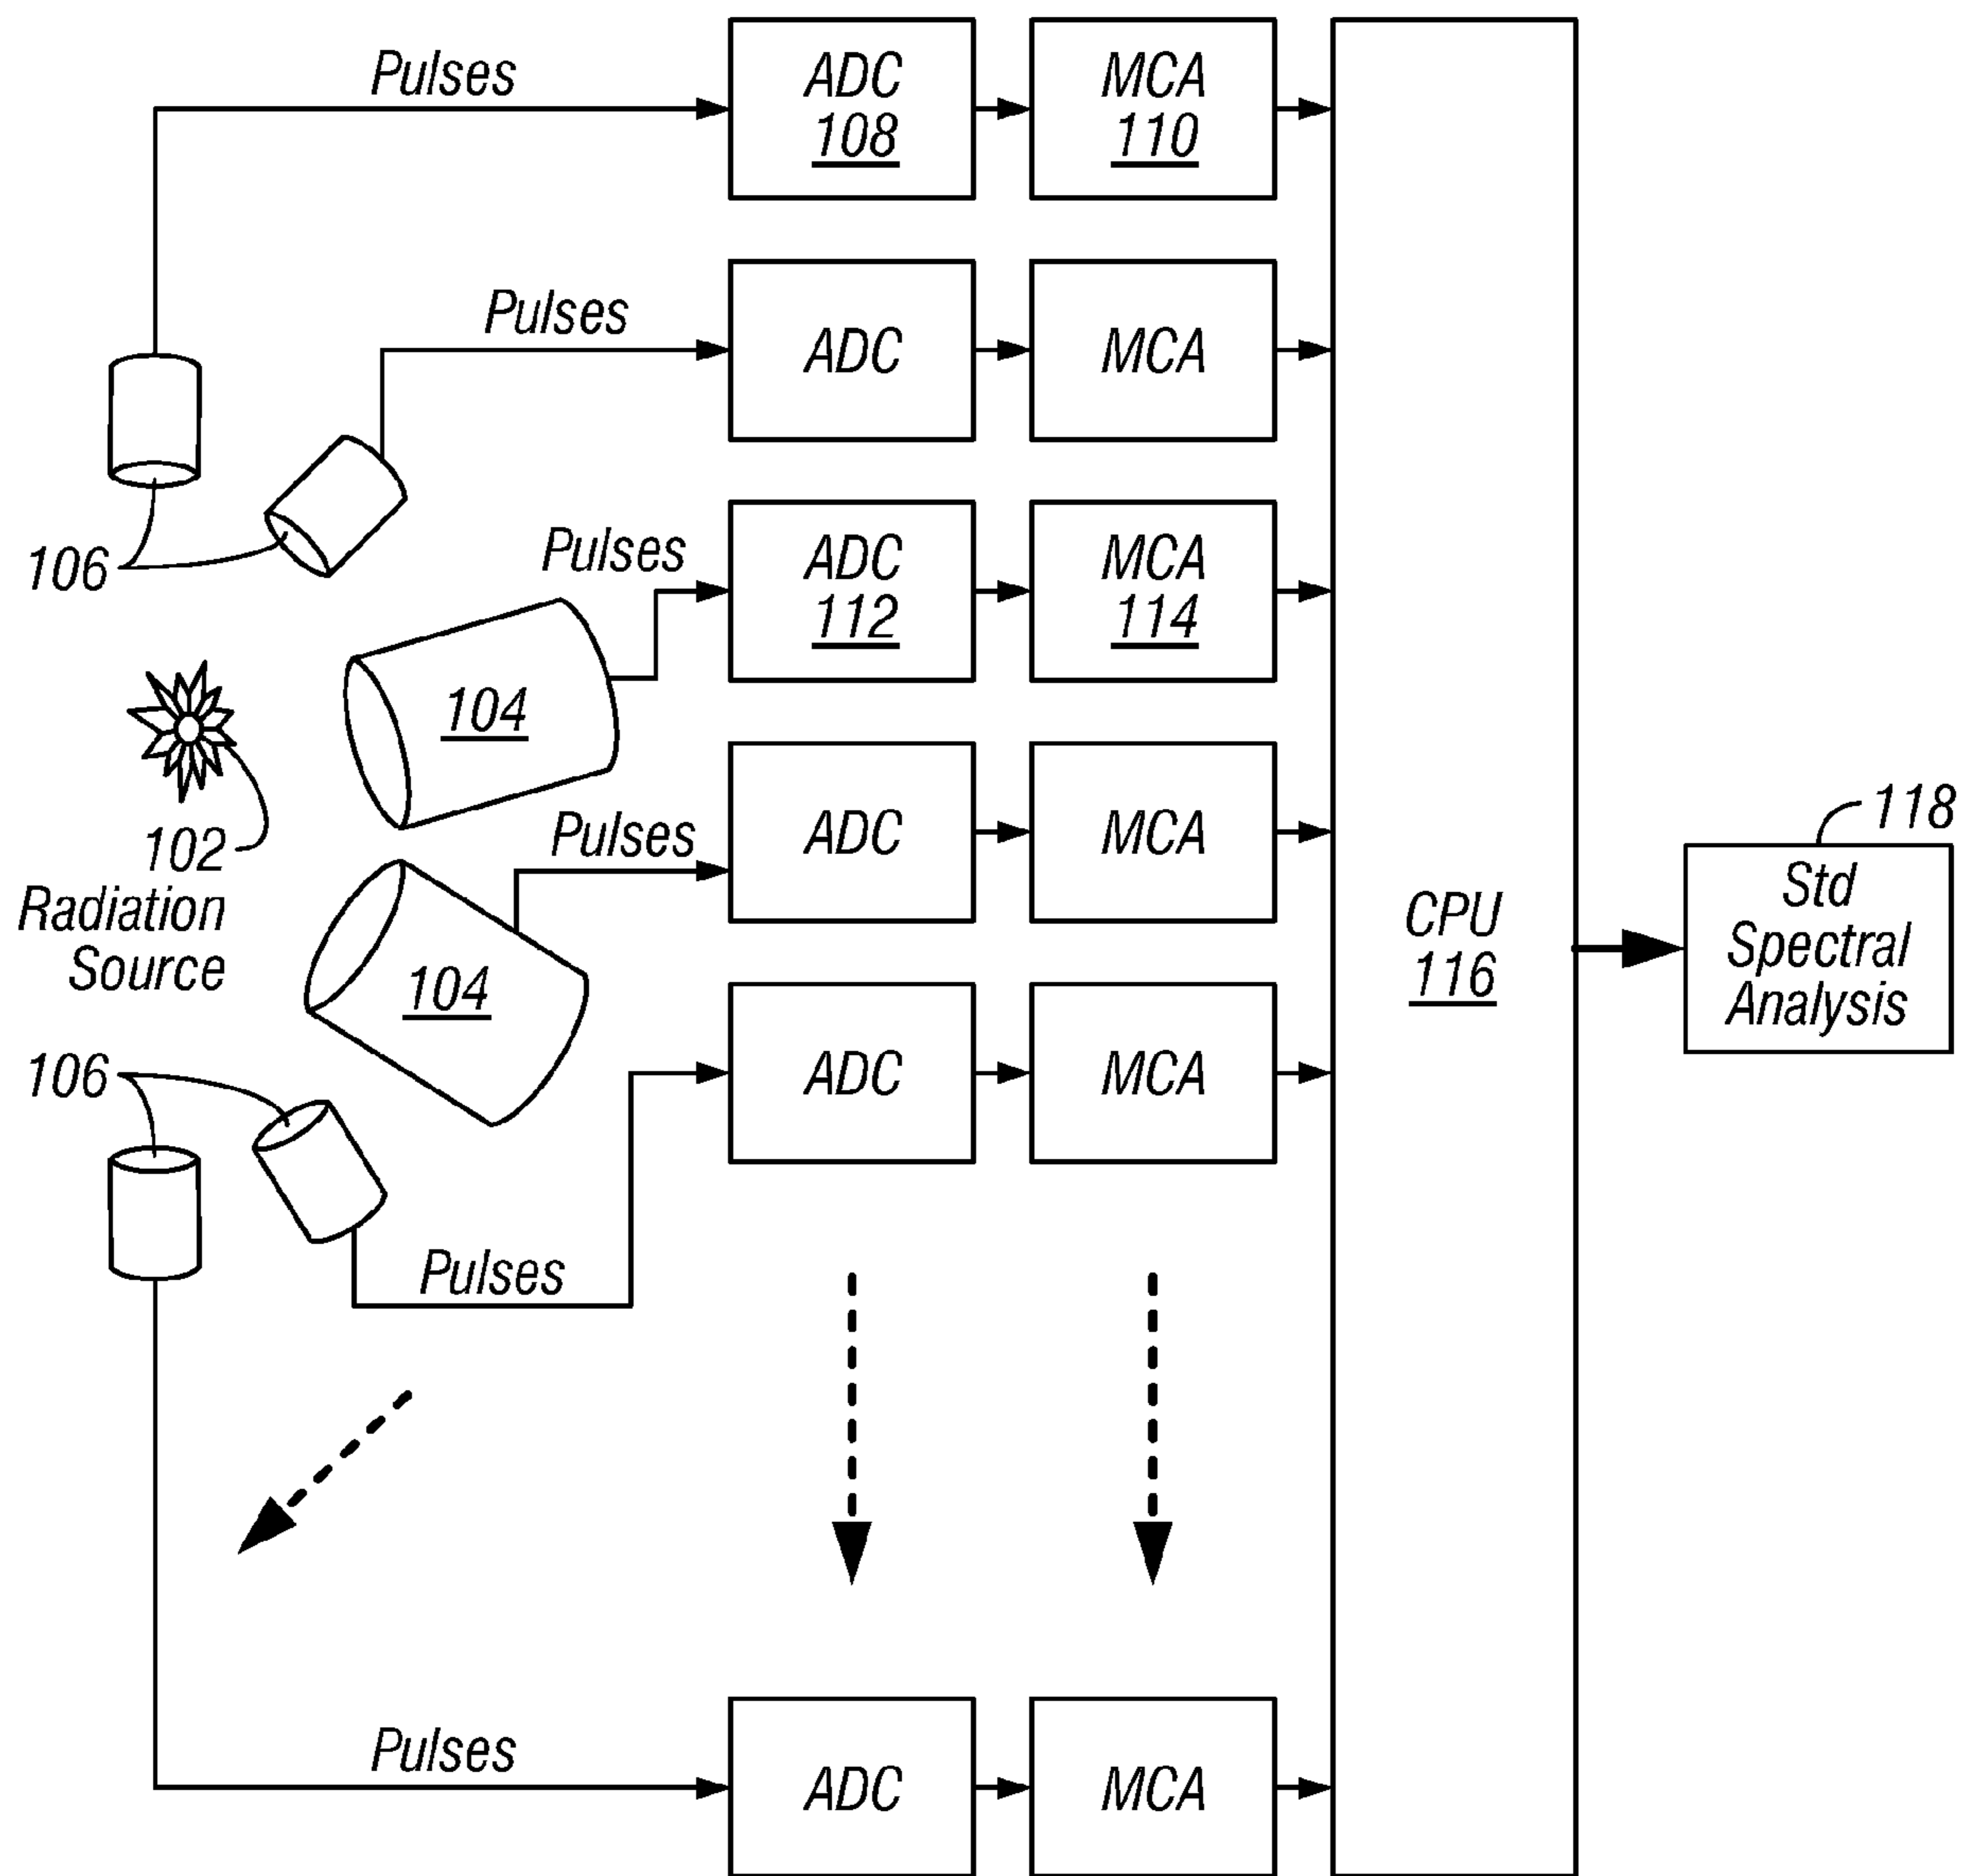 Pulses
ADC
108
MCA
110
Pulses
ADC
MCA
106
Pulses
ADC
112
MCA
114
104
102
Radiation
Source
Pulses
ADC
MCA
104
CPU
116
118
Std
Spectral
Analysis
106
ADC
MCA
Pulses
Pulses
ADC
MCA